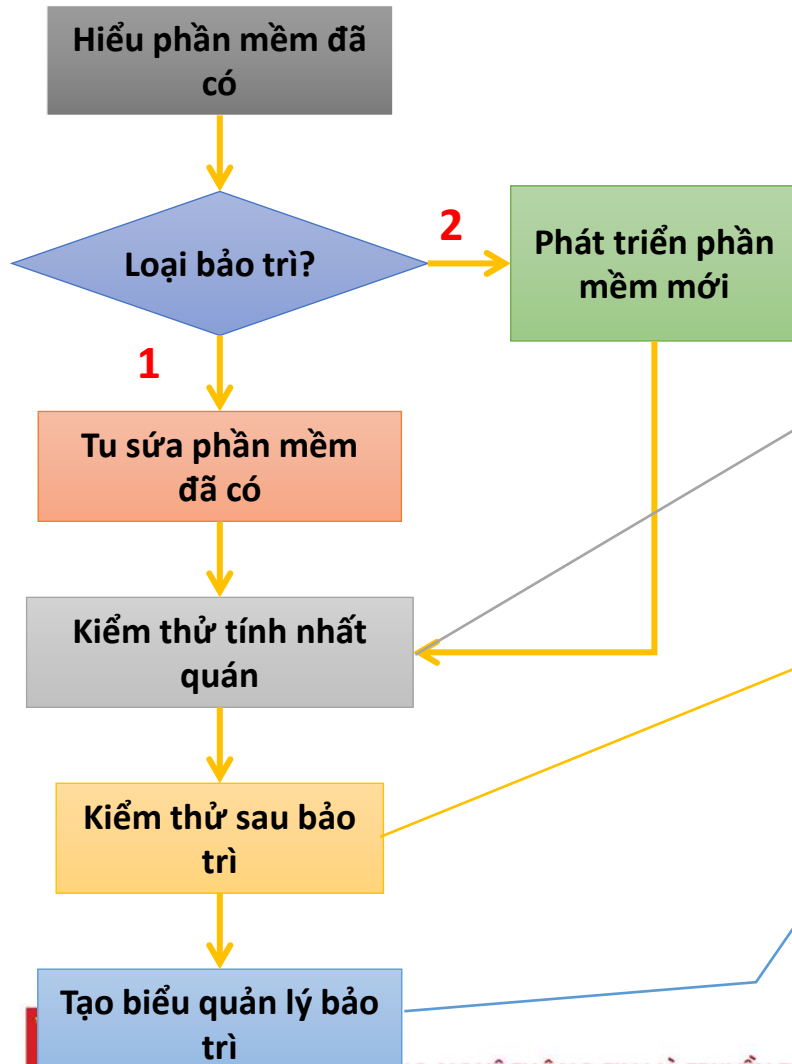 Hiểu phần mềm đã
có
Loại bảo trì?
2
Phát triển phần
mềm mới
1
Tu sứa phần mềm
đã có
Kiểm thử tính nhất
quán
Kiểm thử sau bảo
trì
Tạo biểu quản lý bảo
trì